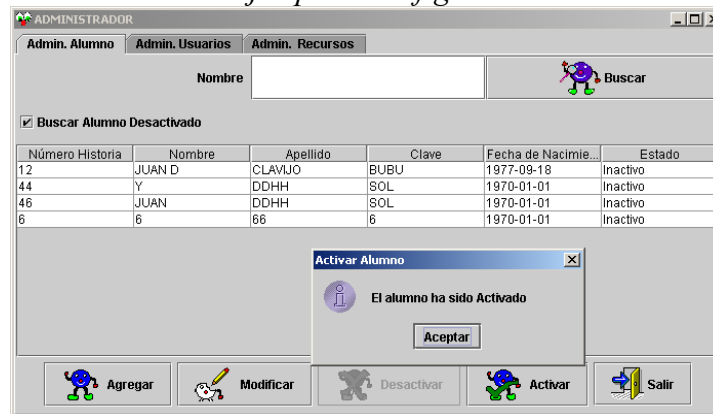 ADMINISTRADOR
Admin. Alumno Admin. Usuarios Admin. Recursos
Nombre Buscar
Buscar Alumno Desactivado
Número Historia Nombre Apellido Clave Fecha de Nacimie... Estado
12 JUAN D CLAVIJO BUBU 1977-09-18 Inactivo
44 Y DDHH SOL 1970-01-01 Inactivo
46 JUAN DDHH SOL 1970-01-01 Inactivo
6 6 66 6 1970-01-01 Inactivo
Activar Alumno
El alumno ha sido Activado
Aceptar
Agregar Modificar Desactivar Activar Salir